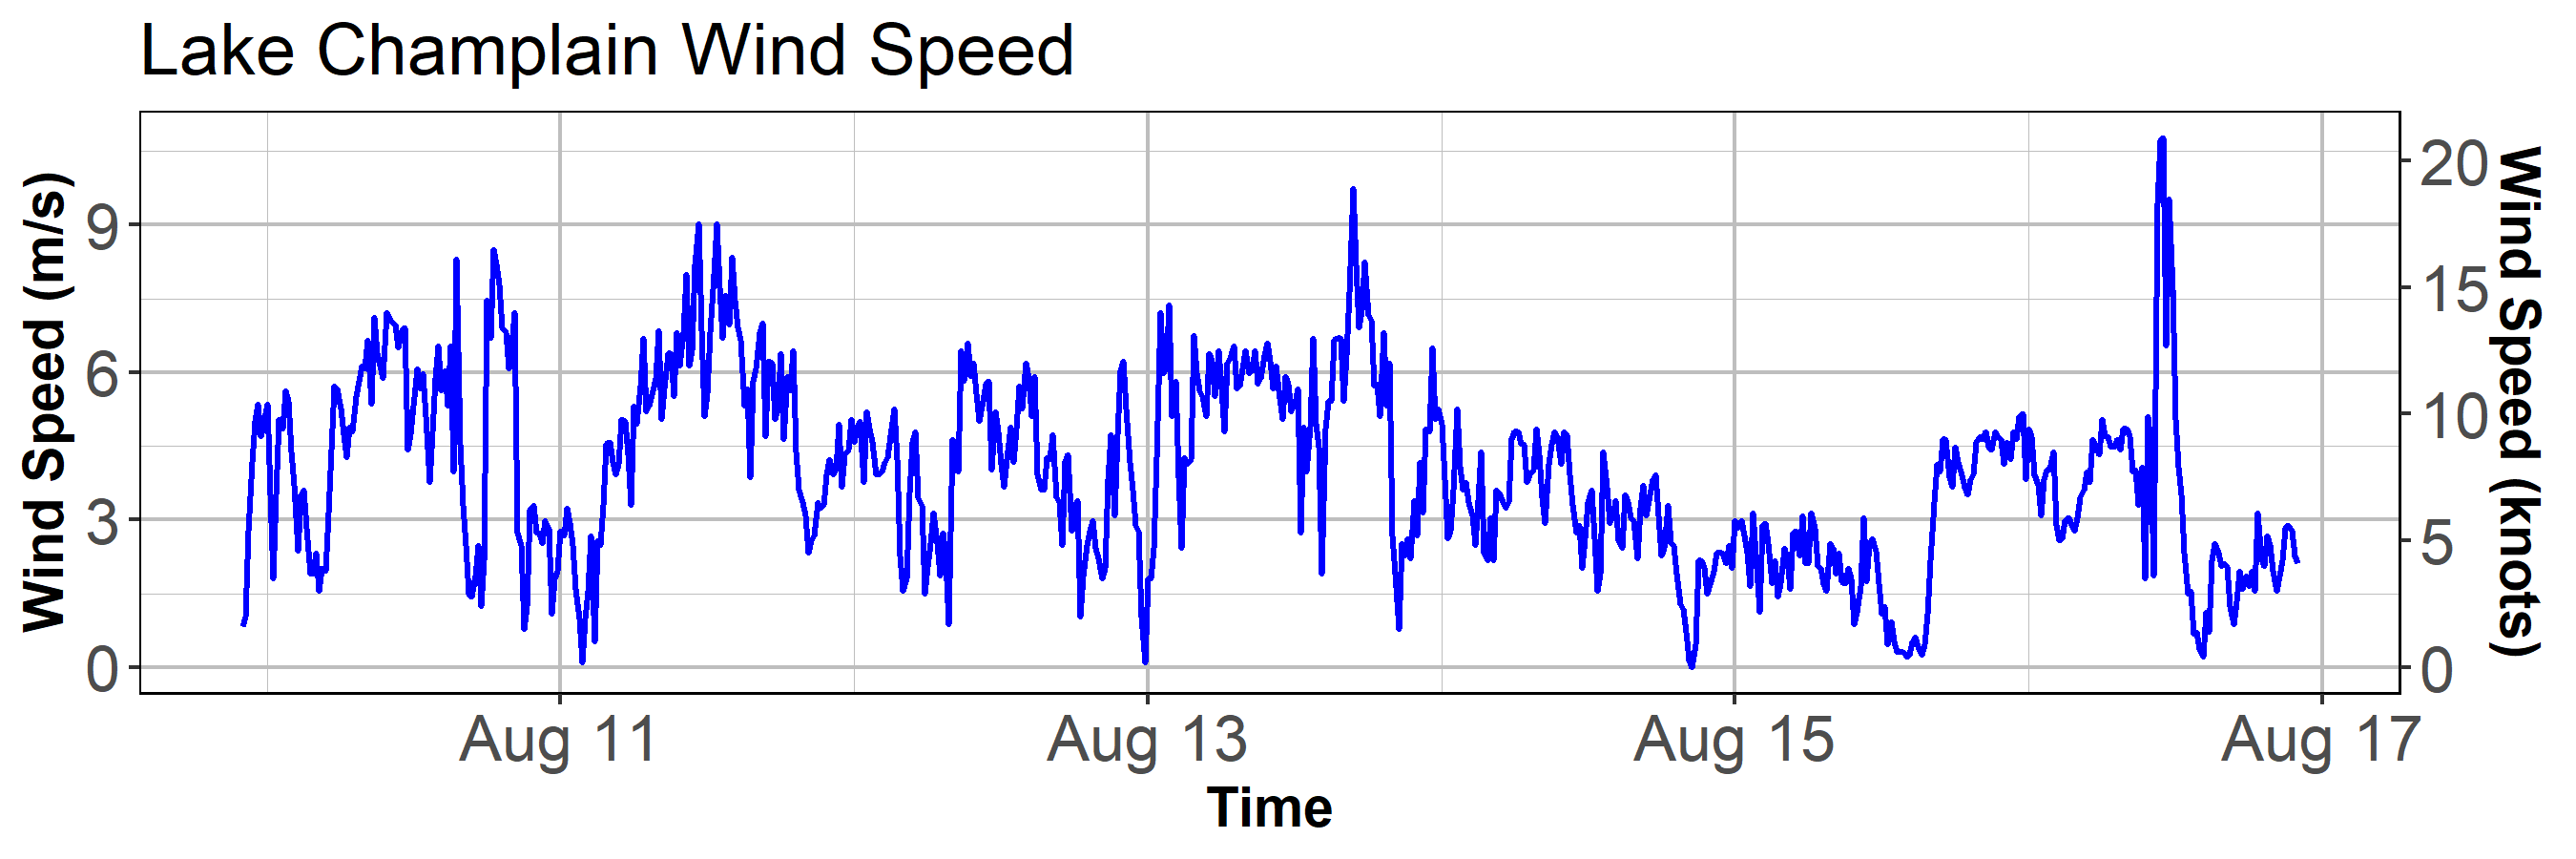 Lake Champlain Wind Speed
Wind Speed (m/s)
9
6
3
0
20
15
10
5
0
Wind Speed (knots)
Aug 11 Aug 13 Aug 15 Aug 17
Time